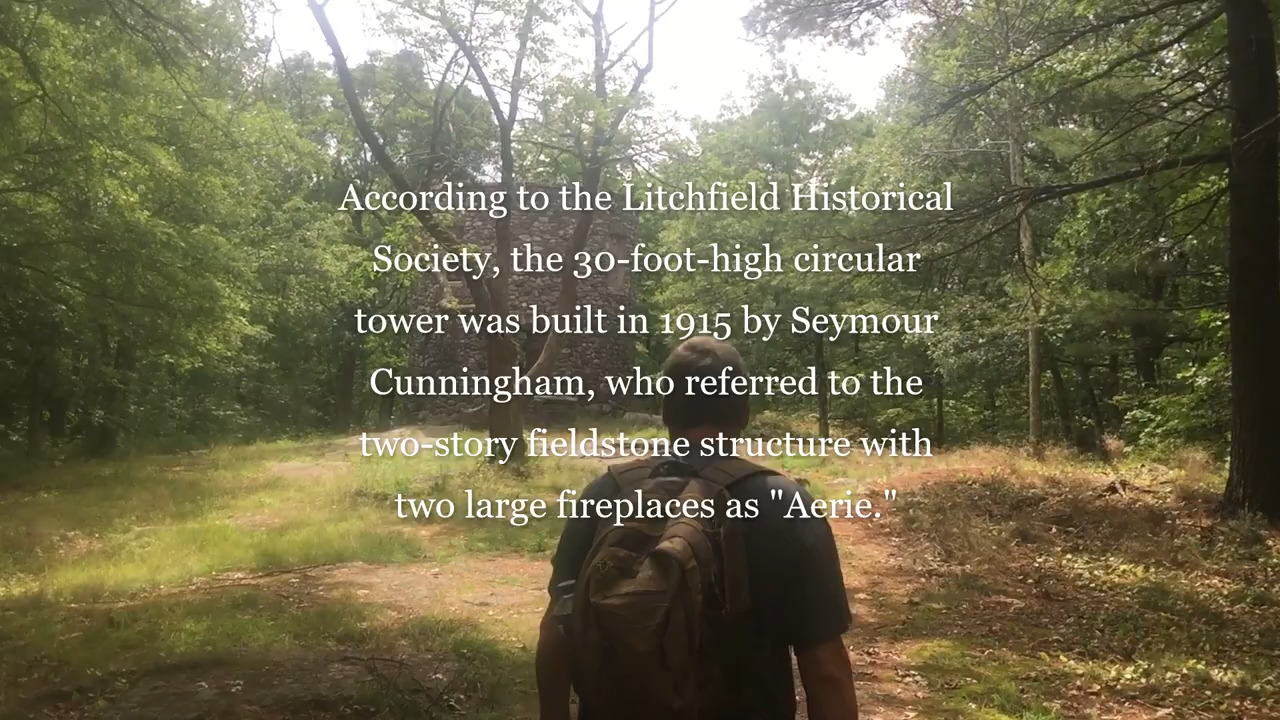 According to the Litchfield Historical
Society, the 30-foot-high circular
tower was built in 1915 by Seymour
Cunningham, who referred to the
two-story fieldstone structure with
two large fireplaces as "Aerie."